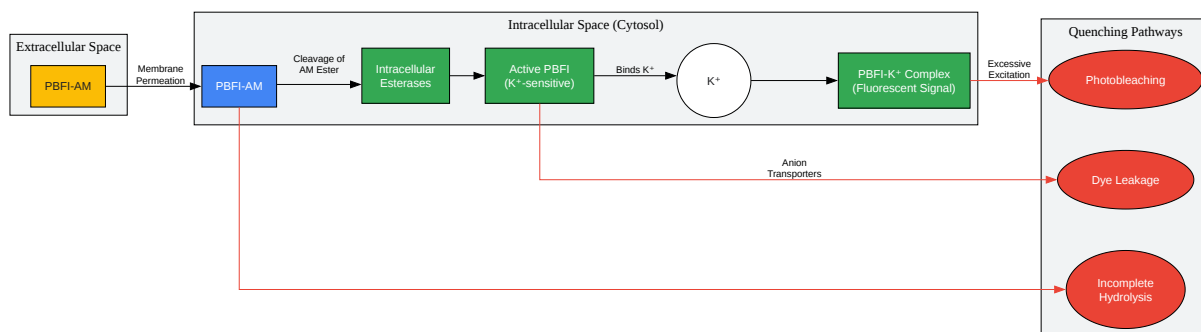 Extracellular Space
PBFI-AM
Membrane
Permeation
Intracellular Space (Cytosol)
PBFI-AM
Cleavage of
AM Ester
Intracellular
Esterases
Active PBFI
(K⁺-sensitive)
Binds K⁺
K⁺
PBFI-K⁺ Complex
(Fluorescent Signal)
Excessive
Excitation
Anion
Transporters
Quenching Pathways
Photobleaching
Dye Leakage
Incomplete
Hydrolysis